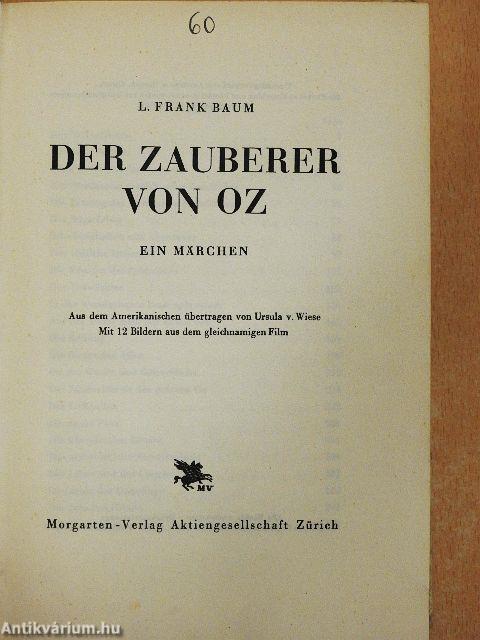 60
L. FRANK BAUM
DER ZAUBERER
VON OZ
EIN MÄRCHEN
Aus dem Amerikanischen übertragen von Ursula v. Wiese
Mit 12 Bildern aus dem gleichnamigen Film
MV
Morgarten-Verlag Aktiengesellschaft Zürich
Antikvárium.hu